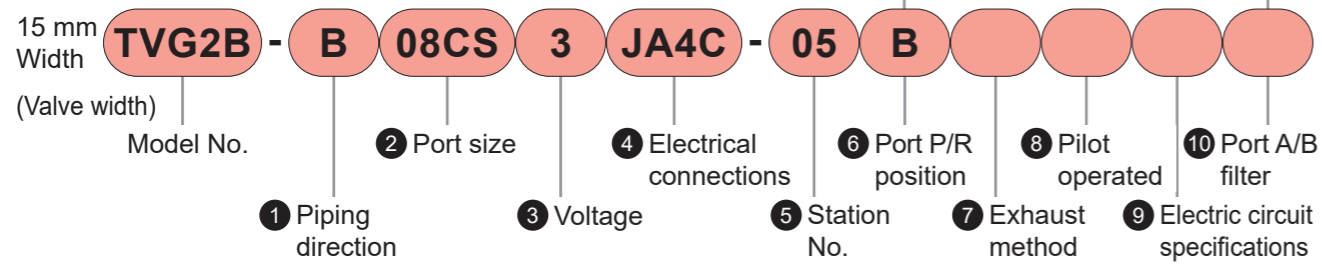 15 mm
Width
(Valve width)
TVG2B - B 08CS 3 JA4C - 05 B
Model No.
1 Piping
direction
2 Port size
3 Voltage
4 Electrical
connections
5 Station
No.
6 Port P/R
position
7 Exhaust
method
8 Pilot
operated
9 Electric circuit
specifications
10 Port A/B
filter